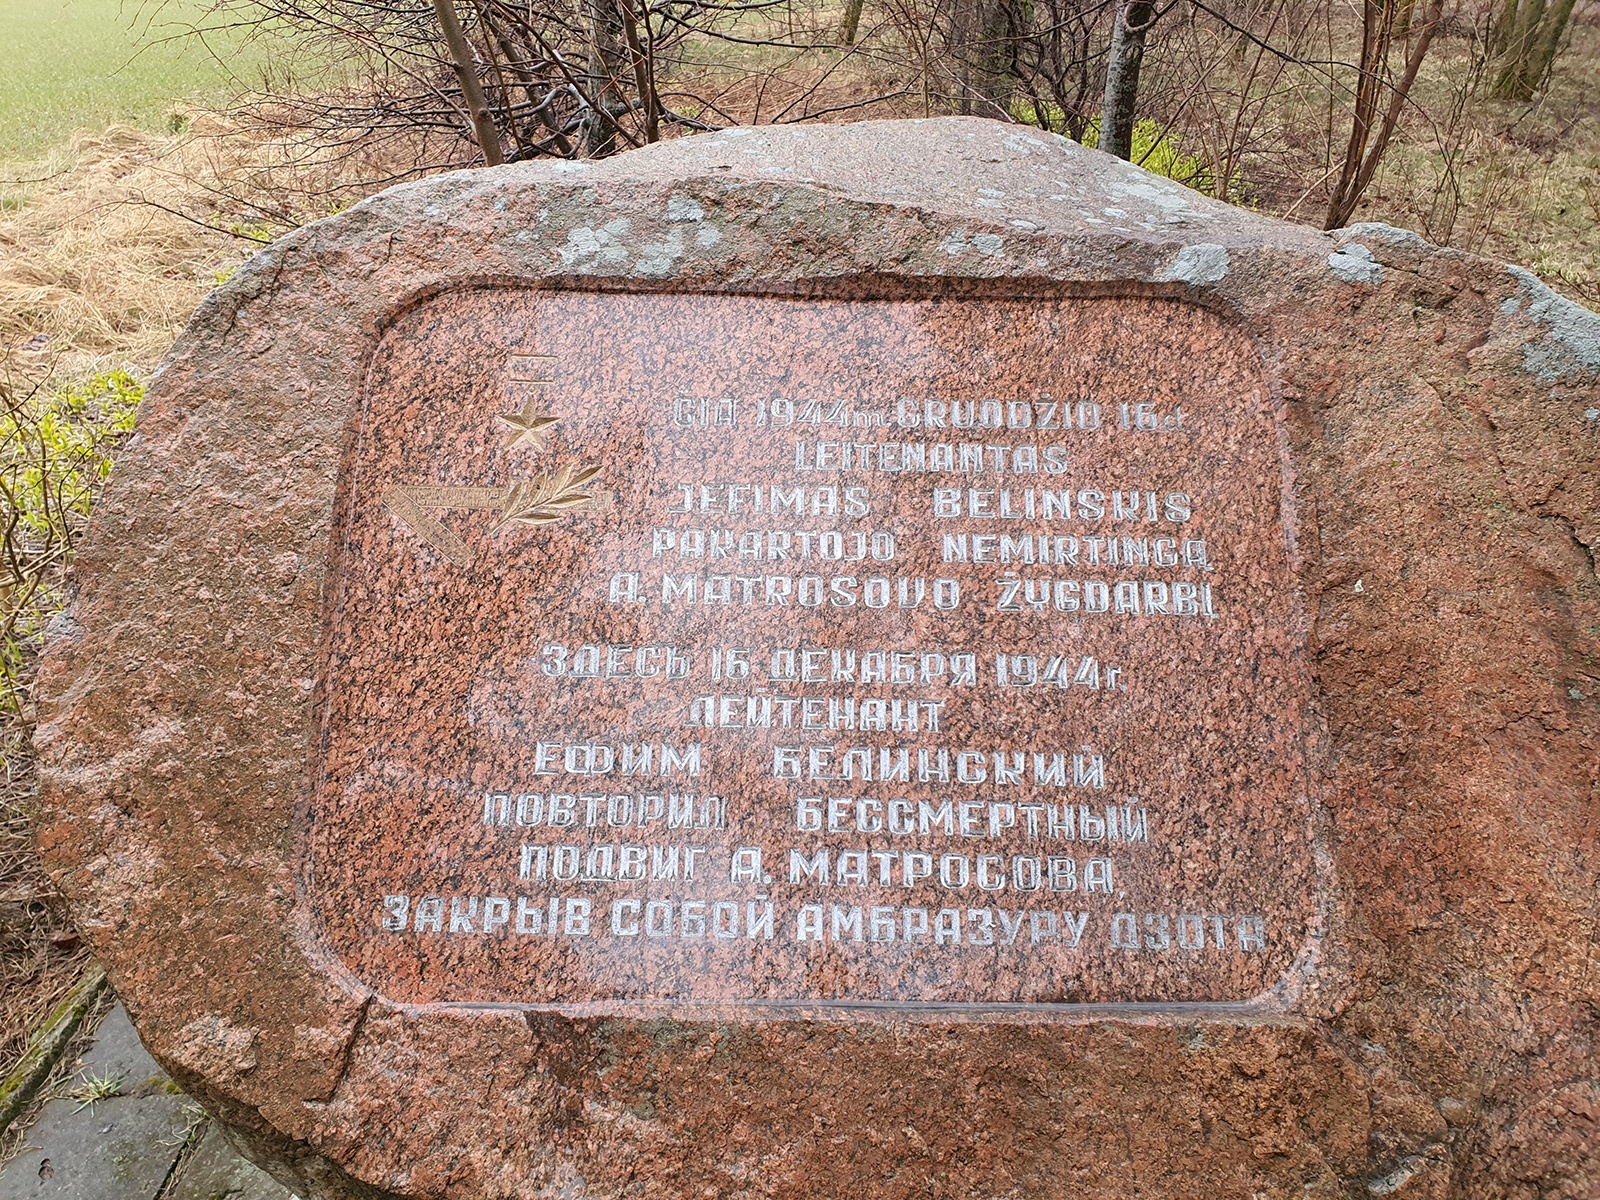 ČIA 1944m. GRUODŽIO 16d.
LEITENANTAS
JEFIMAS BELINSKIS
PAKARTOJO NEMIRTINGĄ
A. MATROSOVO ŽYGDARBĮ
ЗДЕСЬ 16 ДЕКАБРЯ 1944г.
ЛЕЙТЕНАНТ
ЕФИМ БЕЛИНСКИЙ
ПОВТОРИЛ БЕССМЕРТНЫЙ
ПОДВИГ А. МАТРОСОВА,
ЗАКРЫВ СОБОЙ АМБРАЗУРУ ДЗОТА